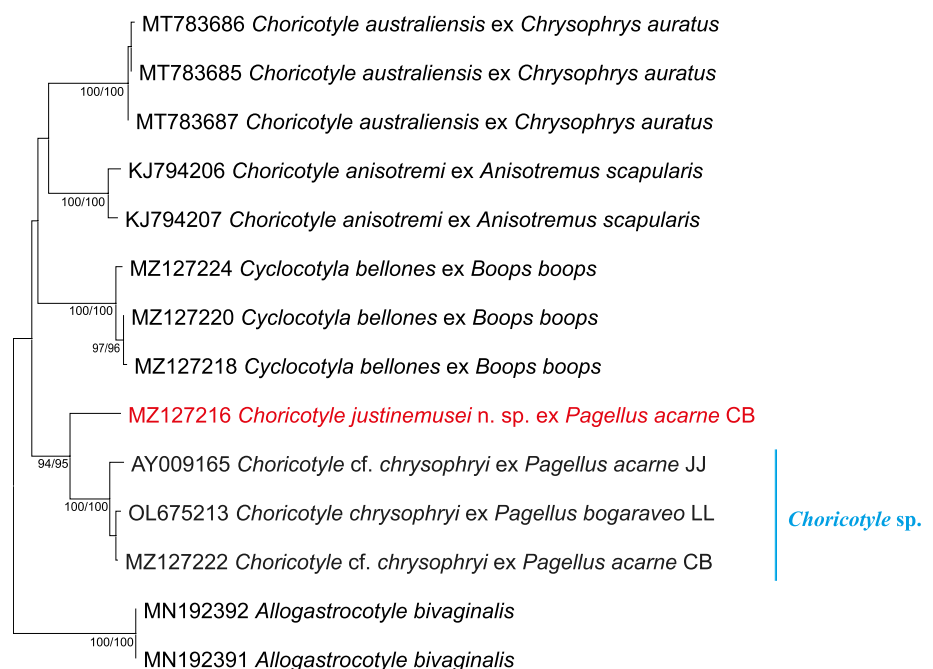 MT783686 Choricotyle australiensis ex Chrysophrys auratus
MT783685 Choricotyle australiensis ex Chrysophrys auratus
100/100
MT783687 Choricotyle australiensis ex Chrysophrys auratus
KJ794206 Choricotyle anisotremi ex Anisotremus scapularis
100/100
KJ794207 Choricotyle anisotremi ex Anisotremus scapularis
MZ127224 Cyclocotyla bellones ex Boops boops
100/100
MZ127220 Cyclocotyla bellones ex Boops boops
97/96
MZ127218 Cyclocotyla bellones ex Boops boops
MZ127216 Choricotyle justinemusei n. sp. ex Pagellus acarne CB
94/95
AY009165 Choricotyle cf. chrysophryi ex Pagellus acarne JJ
100/100
OL675213 Choricotyle chrysophryi ex Pagellus bogaraveo LL
Choricotyle sp.
MZ127222 Choricotyle cf. chrysophryi ex Pagellus acarne CB
MN192392 Allogastrocotyle bivaginalis
100/100
MN192391 Allogastrocotyle bivaginalis